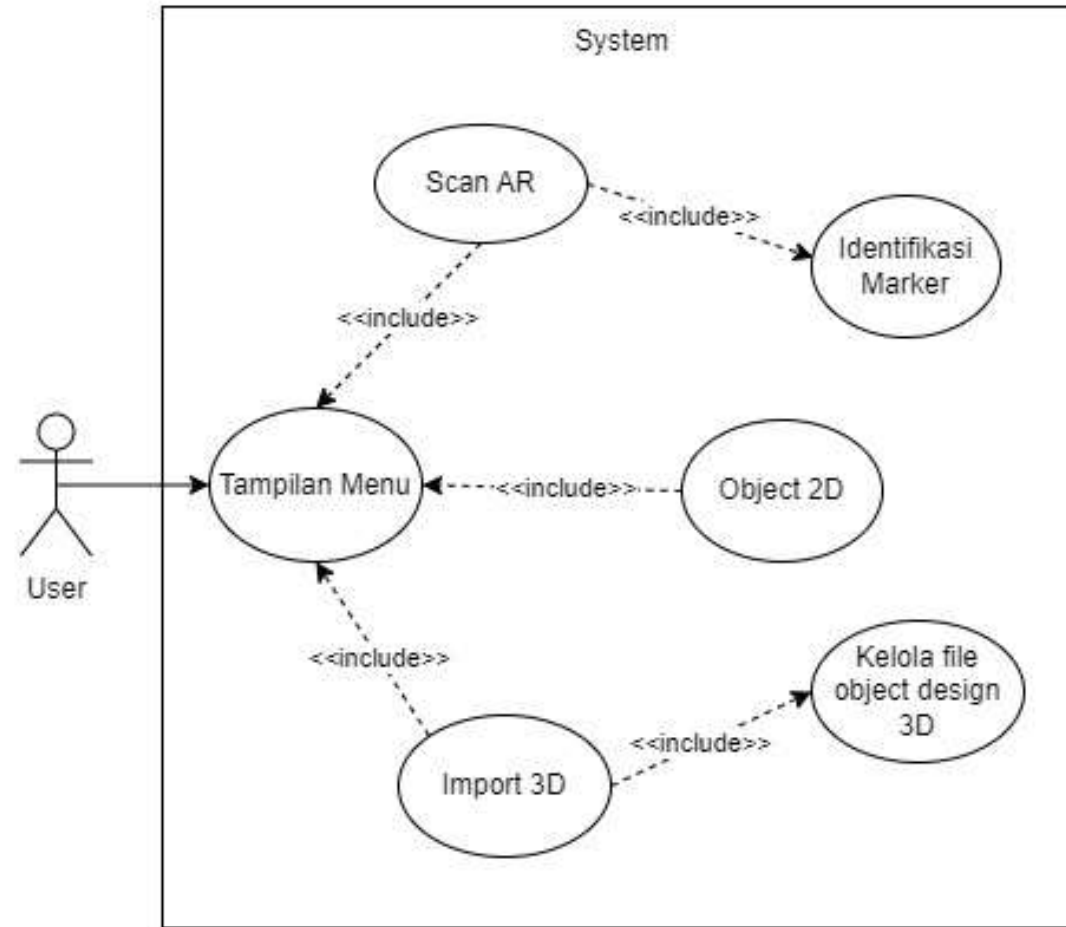 System
Scan AR
<<include>>
Identifikasi
Marker
<<include>>
Tampilan Menu
<<include>>
Object 2D
User
<<include>>
Kelola file
object design
3D
<<include>>
Import 3D